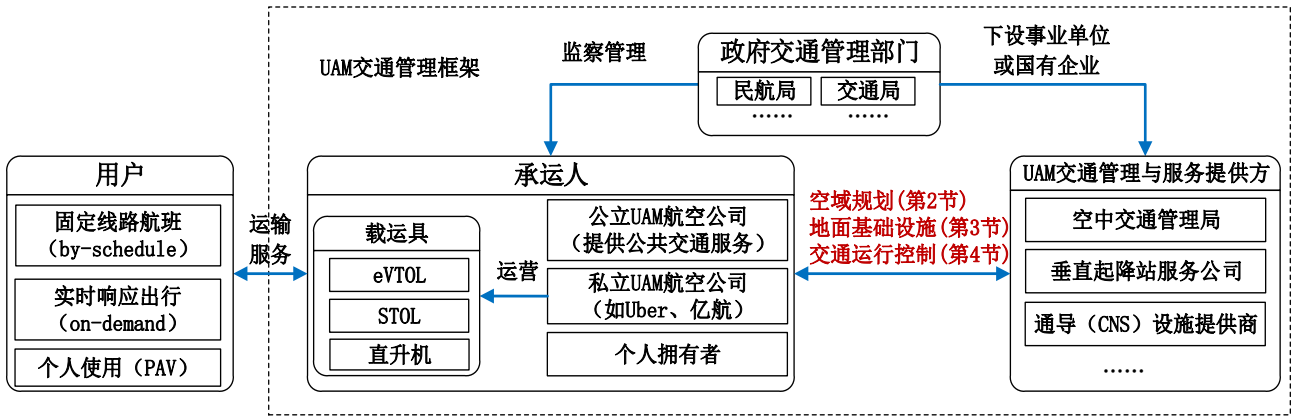 UAM交通管理框架
监察管理
政府交通管理部门
民航局
交通局
……
……
下设事业单位
或国有企业
用户
固定线路航班
（by-schedule）
实时响应出行
（on-demand）
个人使用（PAV）
运输
服务
承运人
载运具
eVTOL
STOL
直升机
运营
公立UAM航空公司
（提供公共交通服务）
私立UAM航空公司
（如Uber、亿航）
个人拥有者
空域规划(第2节)
地面基础设施(第3节)
交通运行控制(第4节)
UAM交通管理与服务提供方
空中交通管理局
垂直起降站服务公司
通导（CNS）设施提供商
……